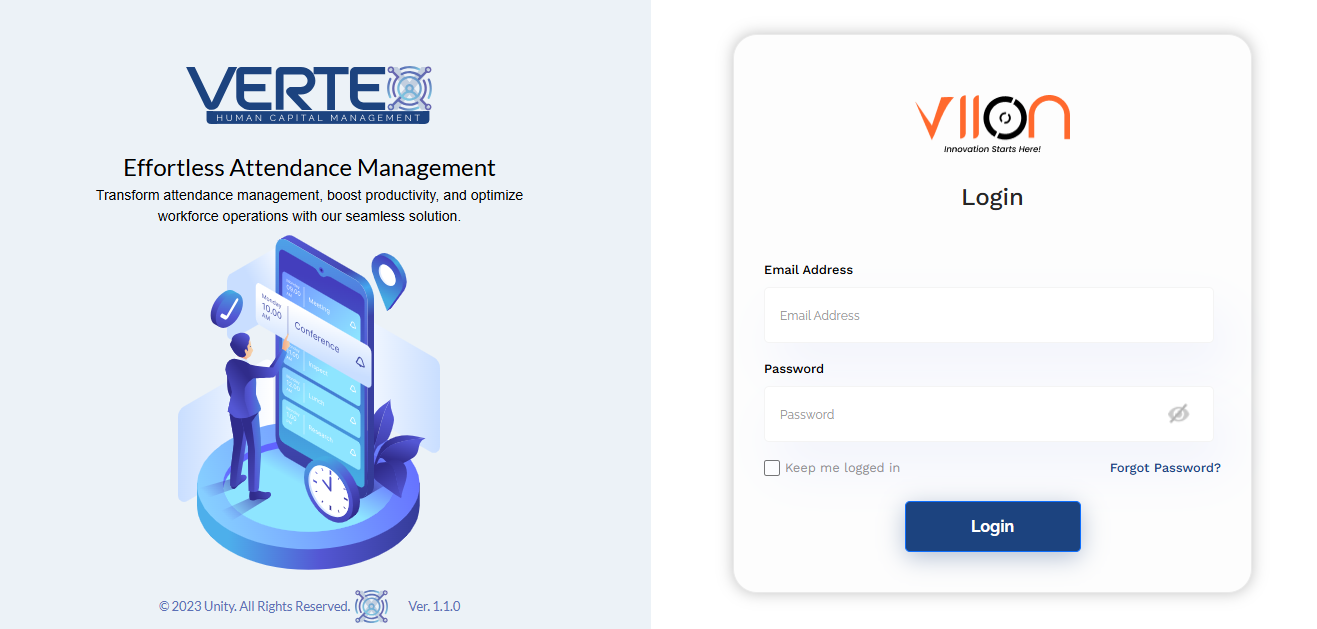 VERTEX
HUMAN CAPITAL MANAGEMENT
Effortless Attendance Management
Transform attendance management, boost productivity, and optimize
workforce operations with our seamless solution.
Monday
10.00
AM
Meeting
Conference
Lunch
Research
© 2023 Unity. All Rights Reserved.
Ver. 1.1.0
VIION
Innovation Starts Here!
Login
Email Address
Email Address
Password
Password
Keep me logged in
Forgot Password?
Login